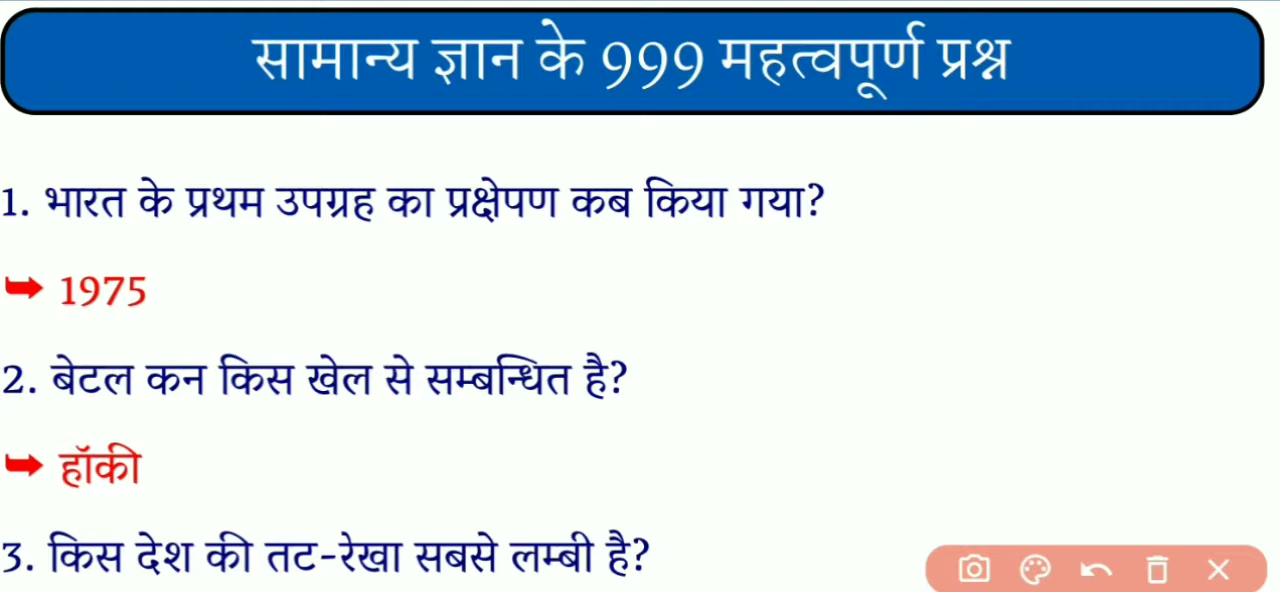 सामान्य ज्ञान के 999 महत्वपूर्ण प्रश्न
1. भारत के प्रथम उपग्रह का प्रक्षेपण कब किया गया?
➥ 1975
2. बेटल कन किस खेल से सम्बन्धित है?
➥ हॉकी
3. किस देश की तट-रेखा सबसे लम्बी है?